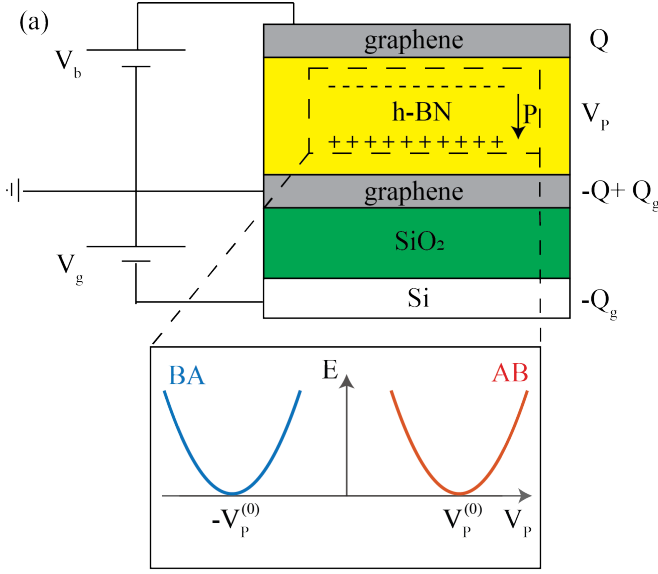 (a)
graphene Q
V_b
h-BN P V_P
- - - - - - - - - - - -
+ + + + + + + + + +
graphene -Q+ Q_g
SiO₂
V_g
Si -Q_g
BA E AB
-V_P^(0) V_P^(0) V_P